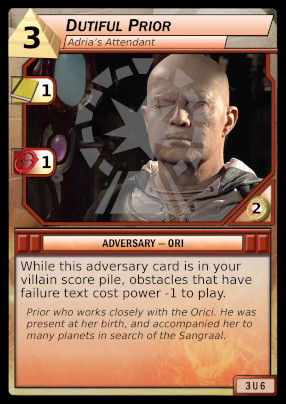 3
DUTIFUL PRIOR
Adria's Attendant
1
1
2
ADVERSARY – ORI
While this adversary card is in your
villain score pile, obstacles that have
failure text cost power -1 to play.
Prior who works closely with the Orici. He was
present at her birth, and accompanied her to
many planets in search of the Sangraal.
3 U 6